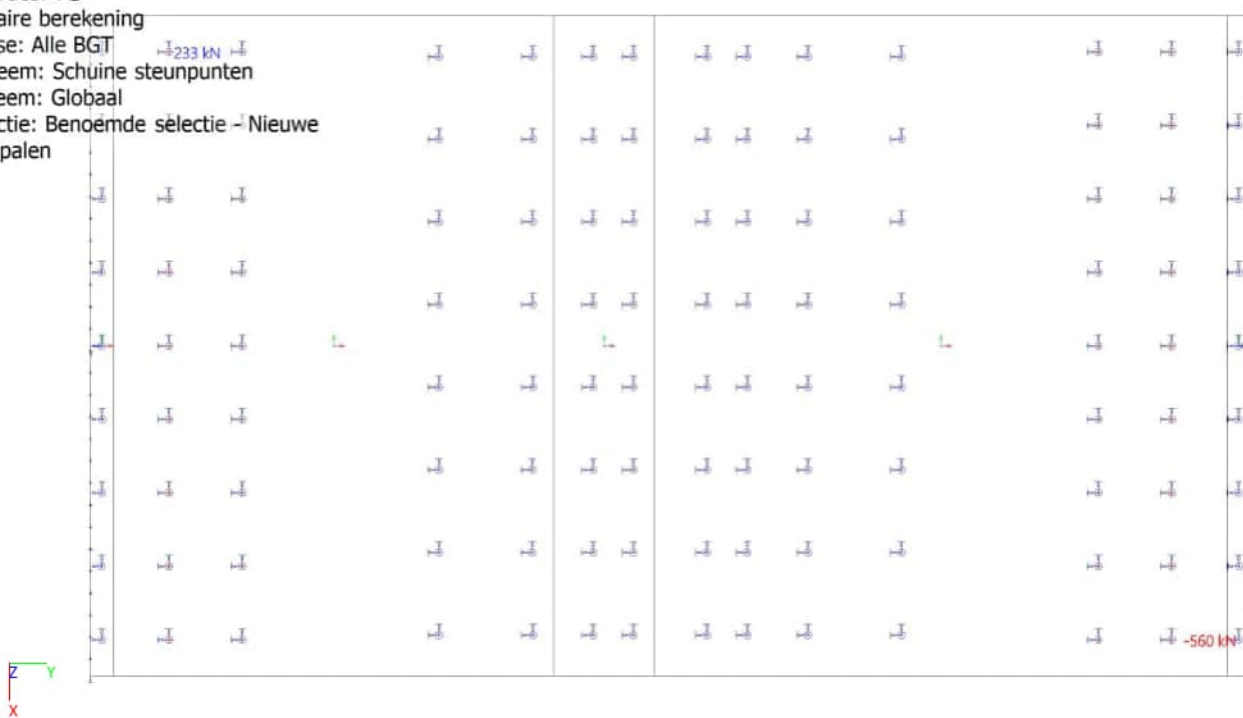 aire berekening
se: Alle BGT
233 kN
eem: Schuine steunpunten
eem: Globaal
ctie: Benoemde selectie - Nieuwe
palen
-560 kN
Z Y
X